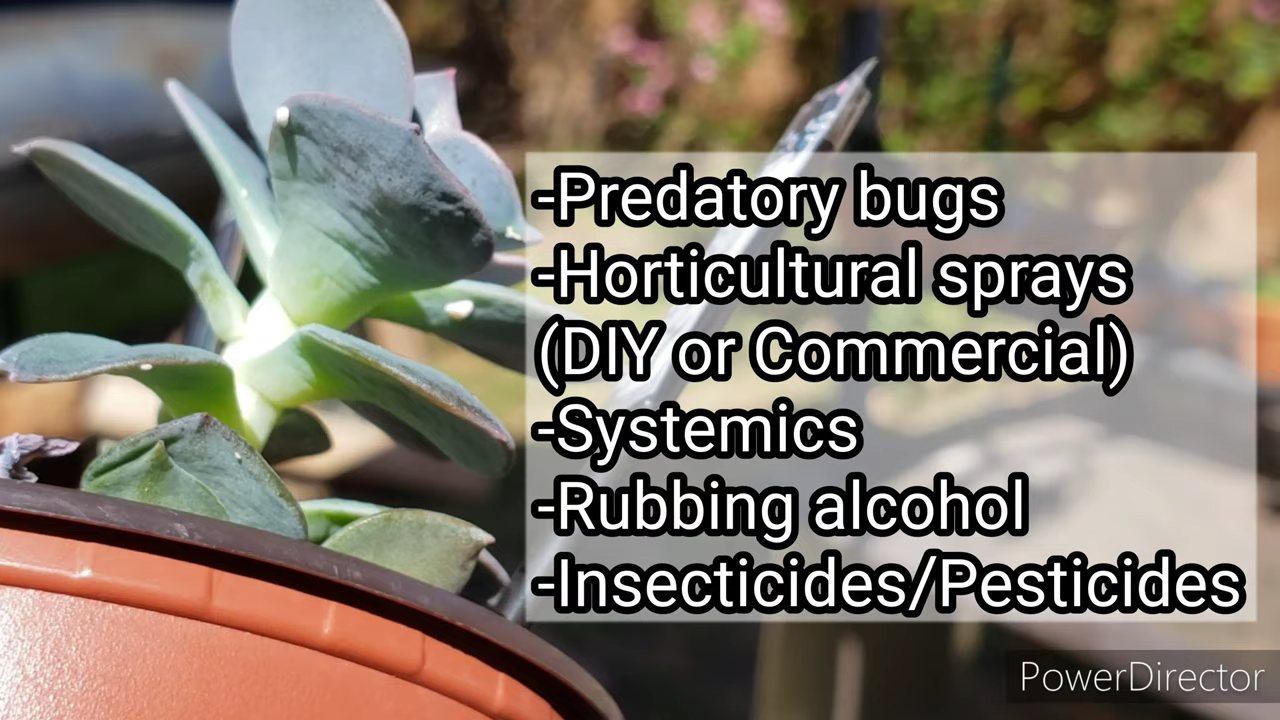 -Predatory bugs
-Horticultural sprays
(DIY or Commercial)
-Systemics
-Rubbing alcohol
-Insecticides/Pesticides
PowerDirector